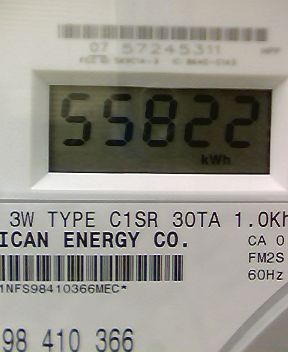 07 57245311
55822
kWh
3W TYPE C1SR 30TA 1.0Kh
ICAN ENERGY CO.
CA 0
FM2S
60Hz
1NFS98410366MEC*
98 410 366